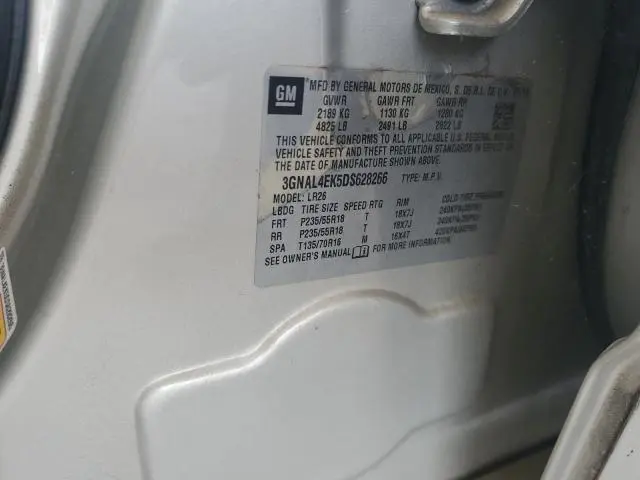 GM
MFD BY GENERAL MOTORS DE MEXICO, S. DE R.L. DE C.V.
GVWR GAWR FRT GAWR RR
2189 KG 1130 KG 1280 KG
4825 LB 2491 LB 2822 LB
THIS VEHICLE CONFORMS TO ALL APPLICABLE U.S. FEDERAL MOTOR
VEHICLE SAFETY AND THEFT PREVENTION STANDARDS IN EFFECT ON
THE DATE OF MANUFACTURE SHOWN ABOVE.
3GNAL4EK5DS628266 TYPE: M.P.V.
MODEL: LR26
LBDG TIRE SIZE SPEED RTG RIM COLD TIRE PRESSURE
FRT P235/55R18 T 18X7J
RR P235/55R18 T 18X7J
SPA T135/70R16 M 16X4T
SEE OWNER'S MANUAL FOR MORE INFORMATION